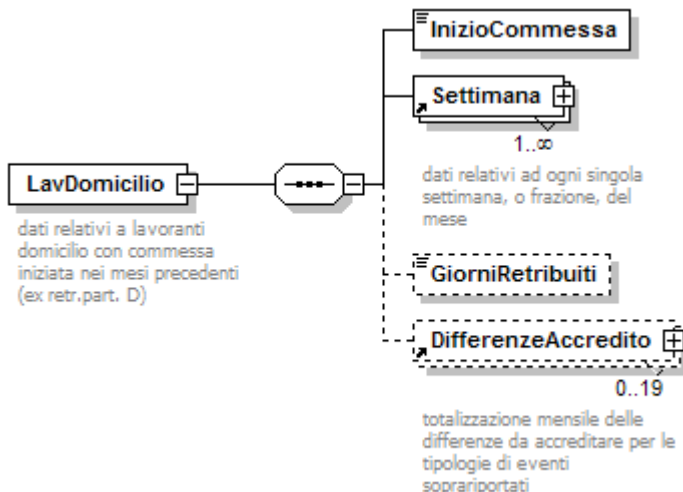 InizioCommessa
Settimana
1..∞
dati relativi ad ogni singola
settimana, o frazione, del
mese
LavDomicilio
dati relativi a lavoranti
domicilio con commessa
iniziata nei mesi precedenti
(ex retr.part. D)
GiorniRetribuiti
DifferenzeAccredito
0..19
totalizzazione mensile delle
differenze da accreditare per le
tipologie di eventi
soprariportati